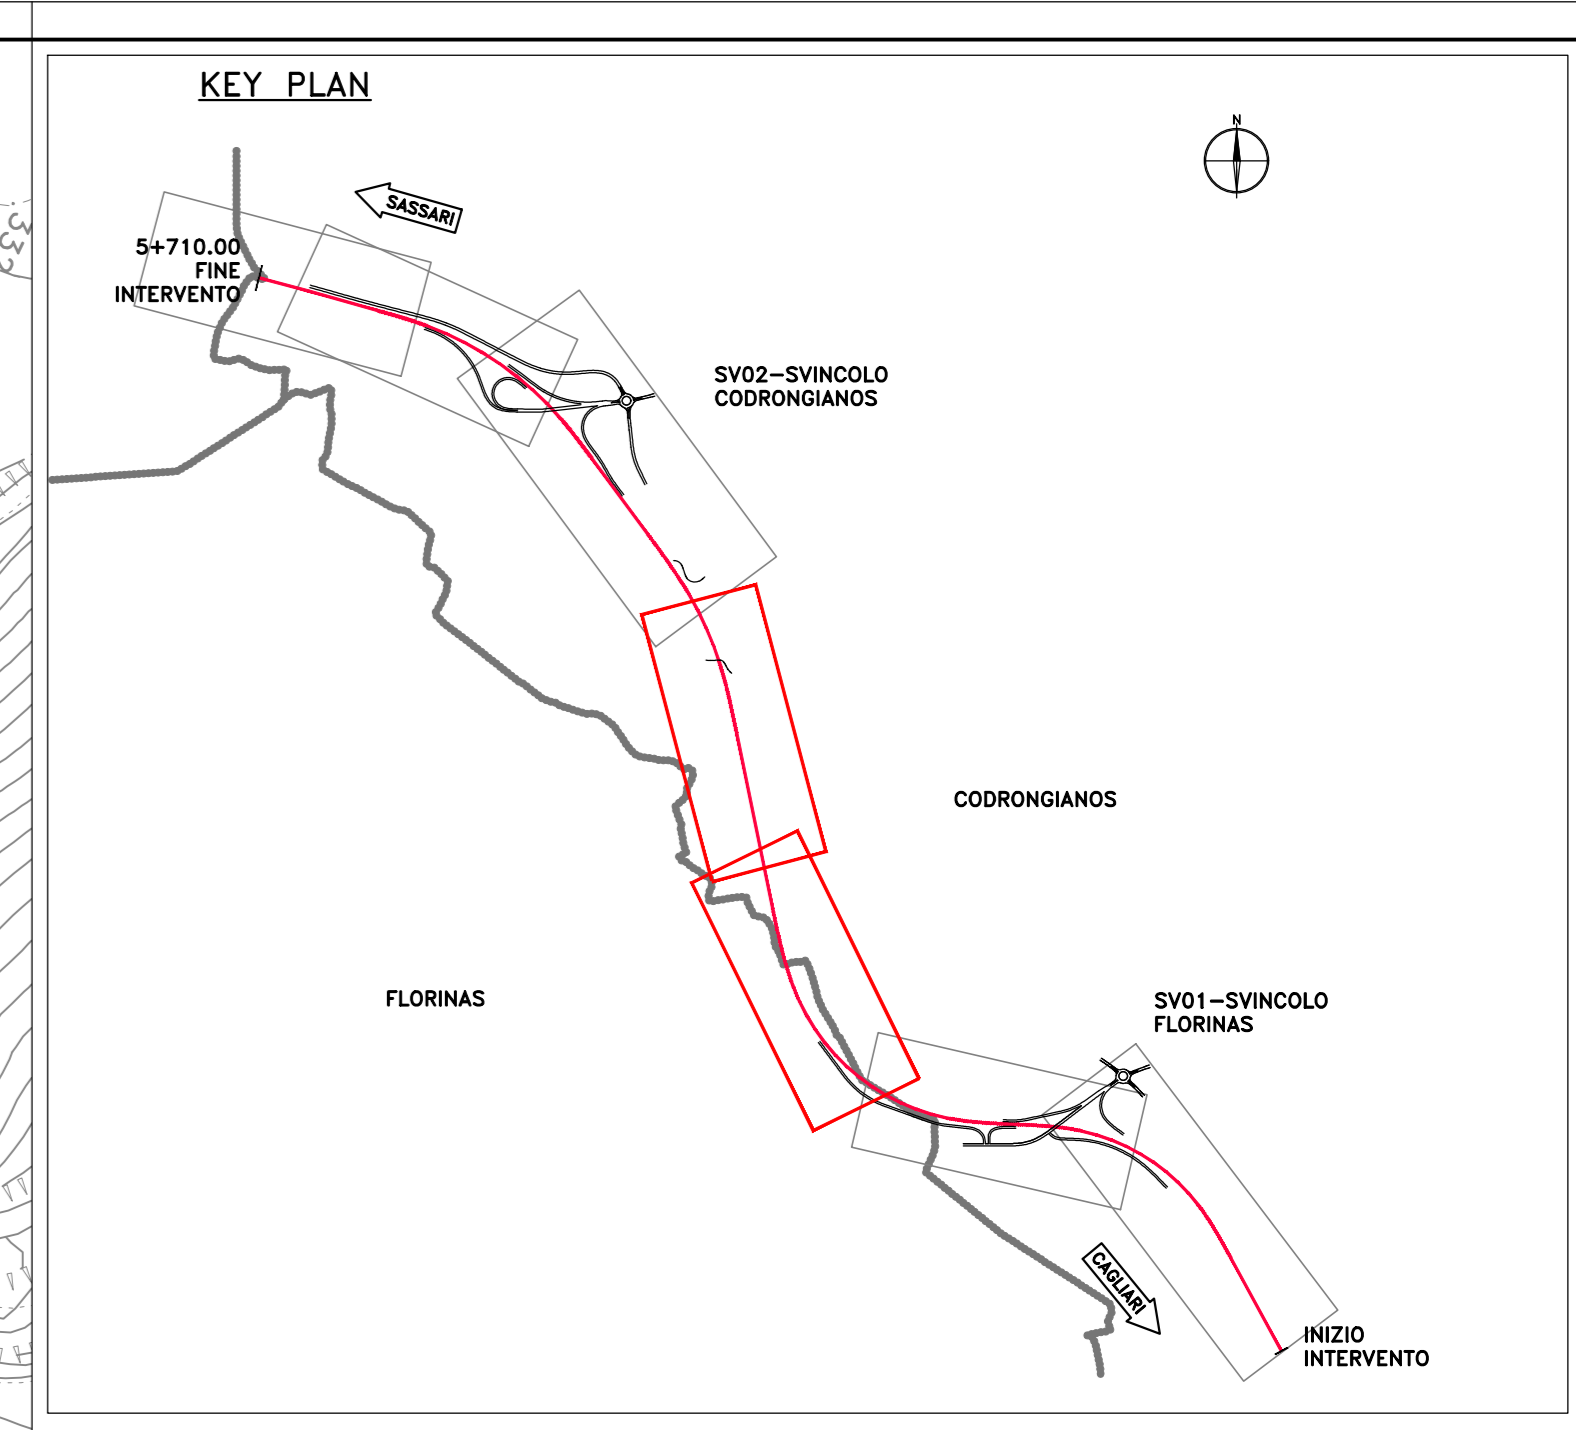 KEY PLAN
N
SASSARI
5+710.00
FINE
INTERVENTO
SV02-SVINCOLO
CODRONGIANOS
CODRONGIANOS
FLORINAS
SV01-SVINCOLO
FLORINAS
CAGLIARI
INIZIO
INTERVENTO